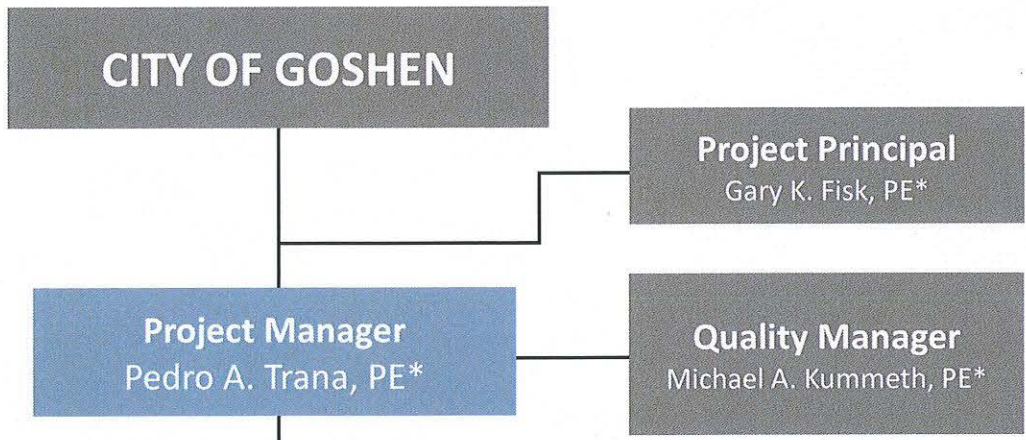 CITY OF GOSHEN
Project Principal
Gary K. Fisk, PE*
Project Manager
Pedro A. Trana, PE*
Quality Manager
Michael A. Kummeth, PE*